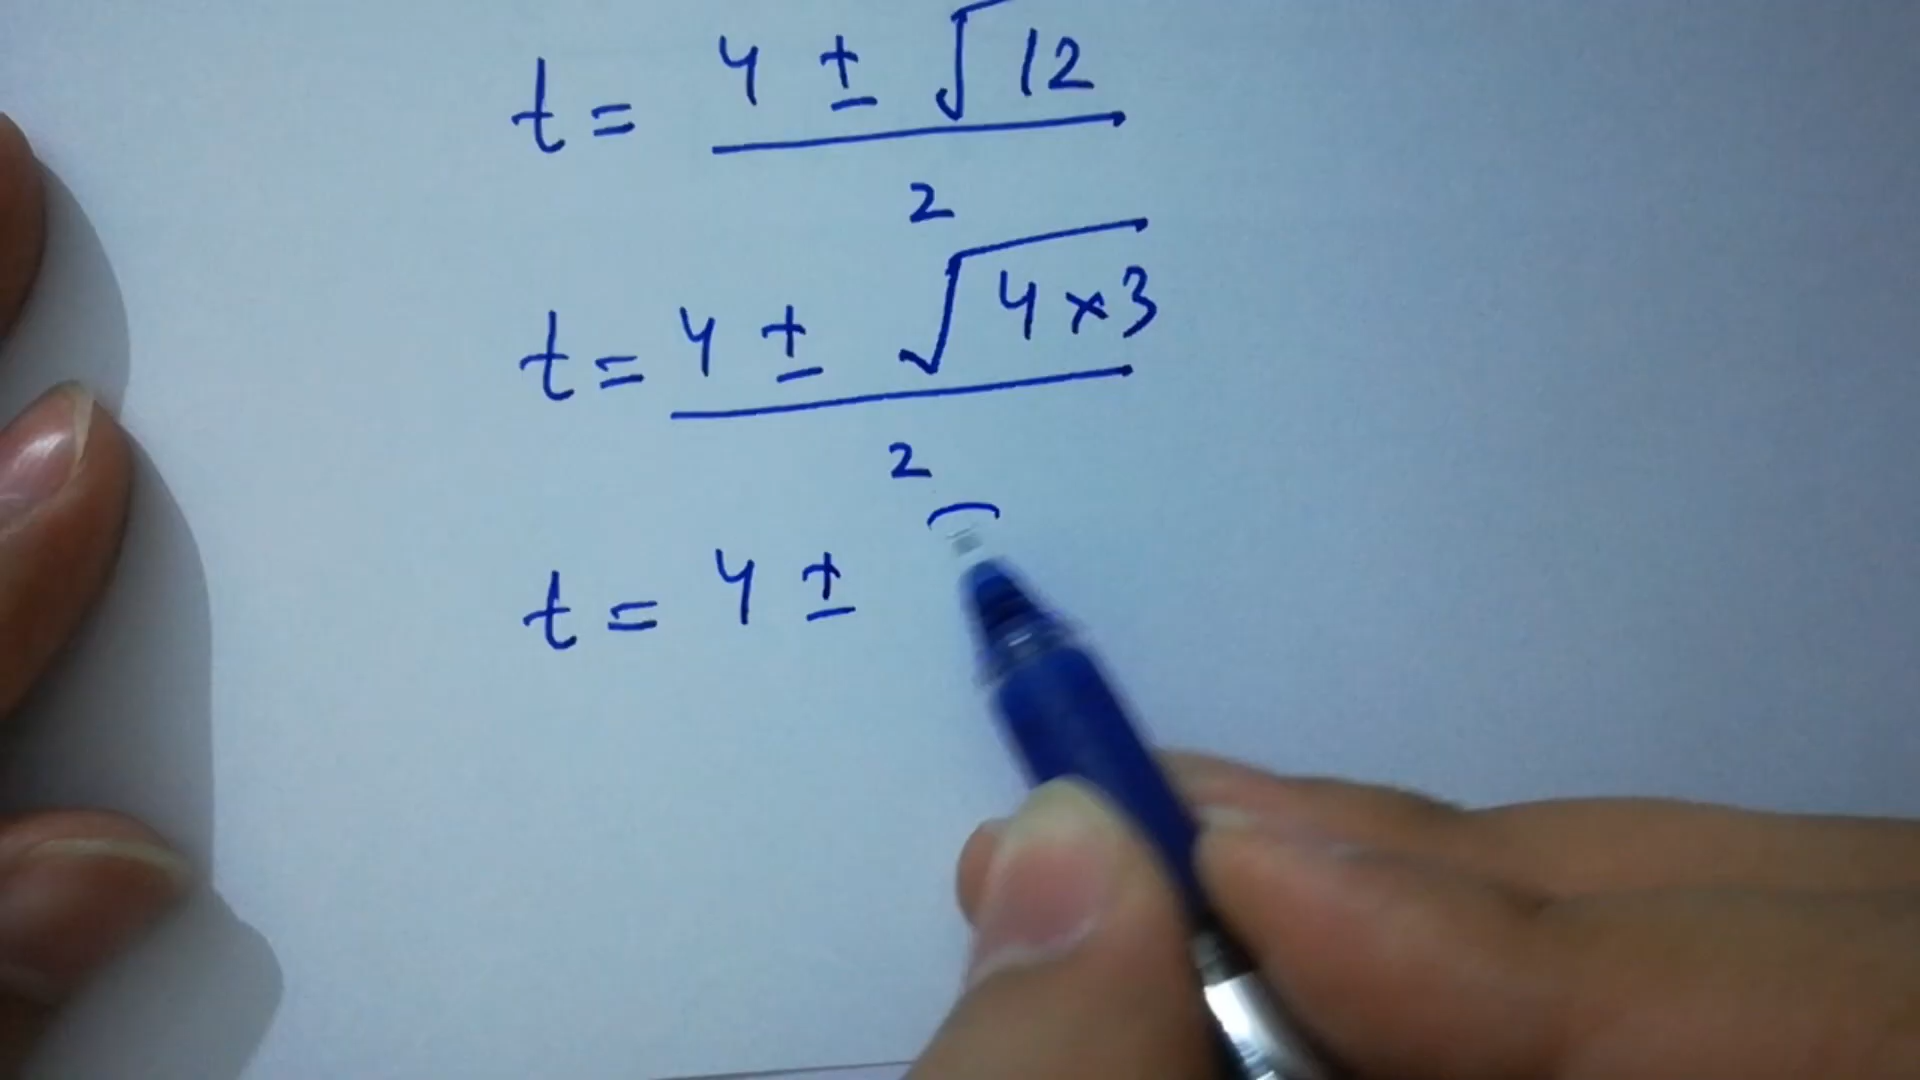 t = 4 ± √12
2
t = 4 ± √4×3
2
t = 4 ±